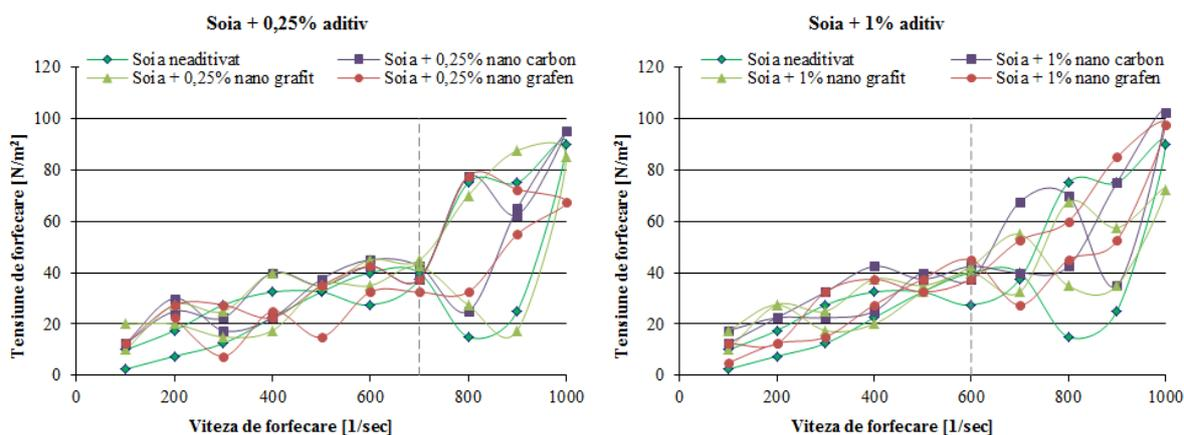 Soia + 0,25% aditiv
Soia neaditivat
Soia + 0,25% nano carbon
Soia + 0,25% nano grafit
Soia + 0,25% nano grafen
120
100
80
60
40
20
0
Tensiune de forfecare [N/m²]
0 200 400 600 800 1000
Viteza de forfecare [1/sec]
Soia + 1% aditiv
Soia neaditivat
Soia + 1% nano carbon
Soia + 1% nano grafit
Soia + 1% nano grafen
120
100
80
60
40
20
0
Tensiune de forfecare [N/m²]
0 200 400 600 800 1000
Viteza de forfecare [1/sec]